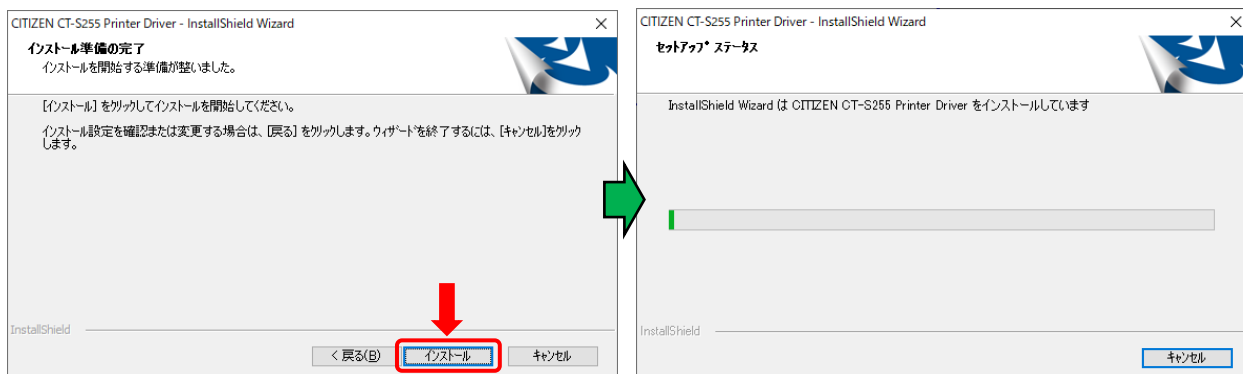 CITIZEN CT-S255 Printer Driver - InstallShield Wizard
インストール準備の完了
インストールを開始する準備が整いました。
[インストール] をクリックしてインストールを開始してください。
インストール設定を確認または変更する場合は、[戻る] をクリックします。ウィザードを終了するには、[キャンセル]をクリック
します。
InstallShield
< 戻る(B)
インストール
キャンセル
CITIZEN CT-S255 Printer Driver - InstallShield Wizard
セットアップ ステータス
InstallShield Wizard は CITIZEN CT-S255 Printer Driver をインストールしています
InstallShield
キャンセル